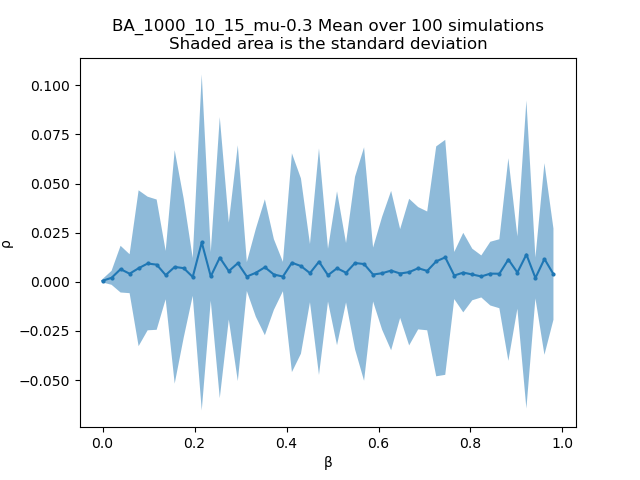 BA_1000_10_15_mu-0.3 Mean over 100 simulations
Shaded area is the standard deviation
0.100
0.075
0.050
0.025
0.000
−0.025
−0.050
ρ
0.0 0.2 0.4 0.6 0.8 1.0
β